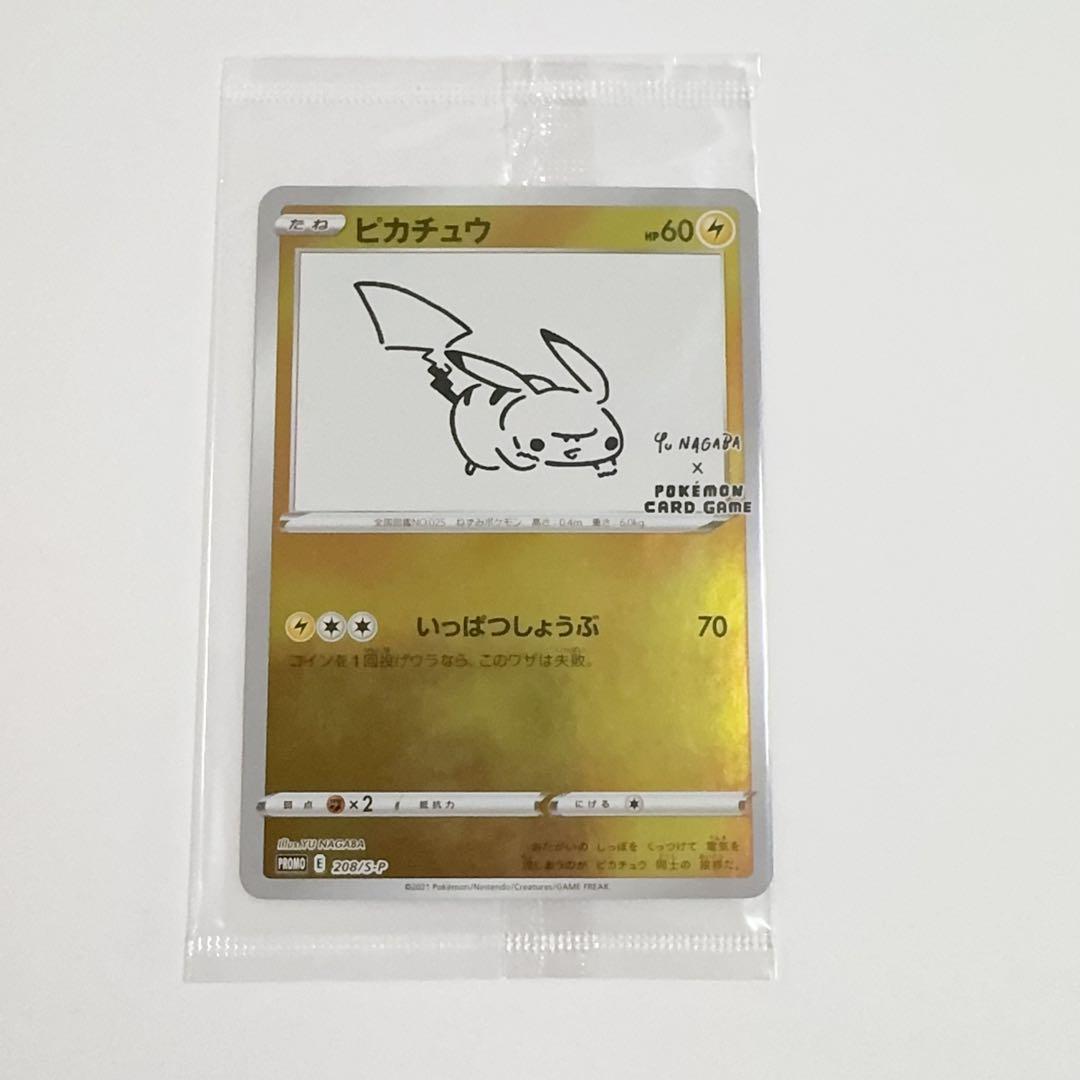 たね ピカチュウ HP 60
Yu NAGABA
×
POKÉMON
CARD GAME
全国図鑑NO.025 ねずみポケモン 高さ:0.4m 重さ:6.0kg
いっぱつしょうぶ 70
コインを1回投げウラなら、このワザは失敗。
弱点 ×2 抵抗力 にげる
illus.YU NAGABA
PROMO E 208/S-P
おたがいの しっぽを くっつけて 電気を
流しあうのが ピカチュウ 同士の 挨拶だ。
©2021 Pokémon/Nintendo/Creatures/GAME FREAK